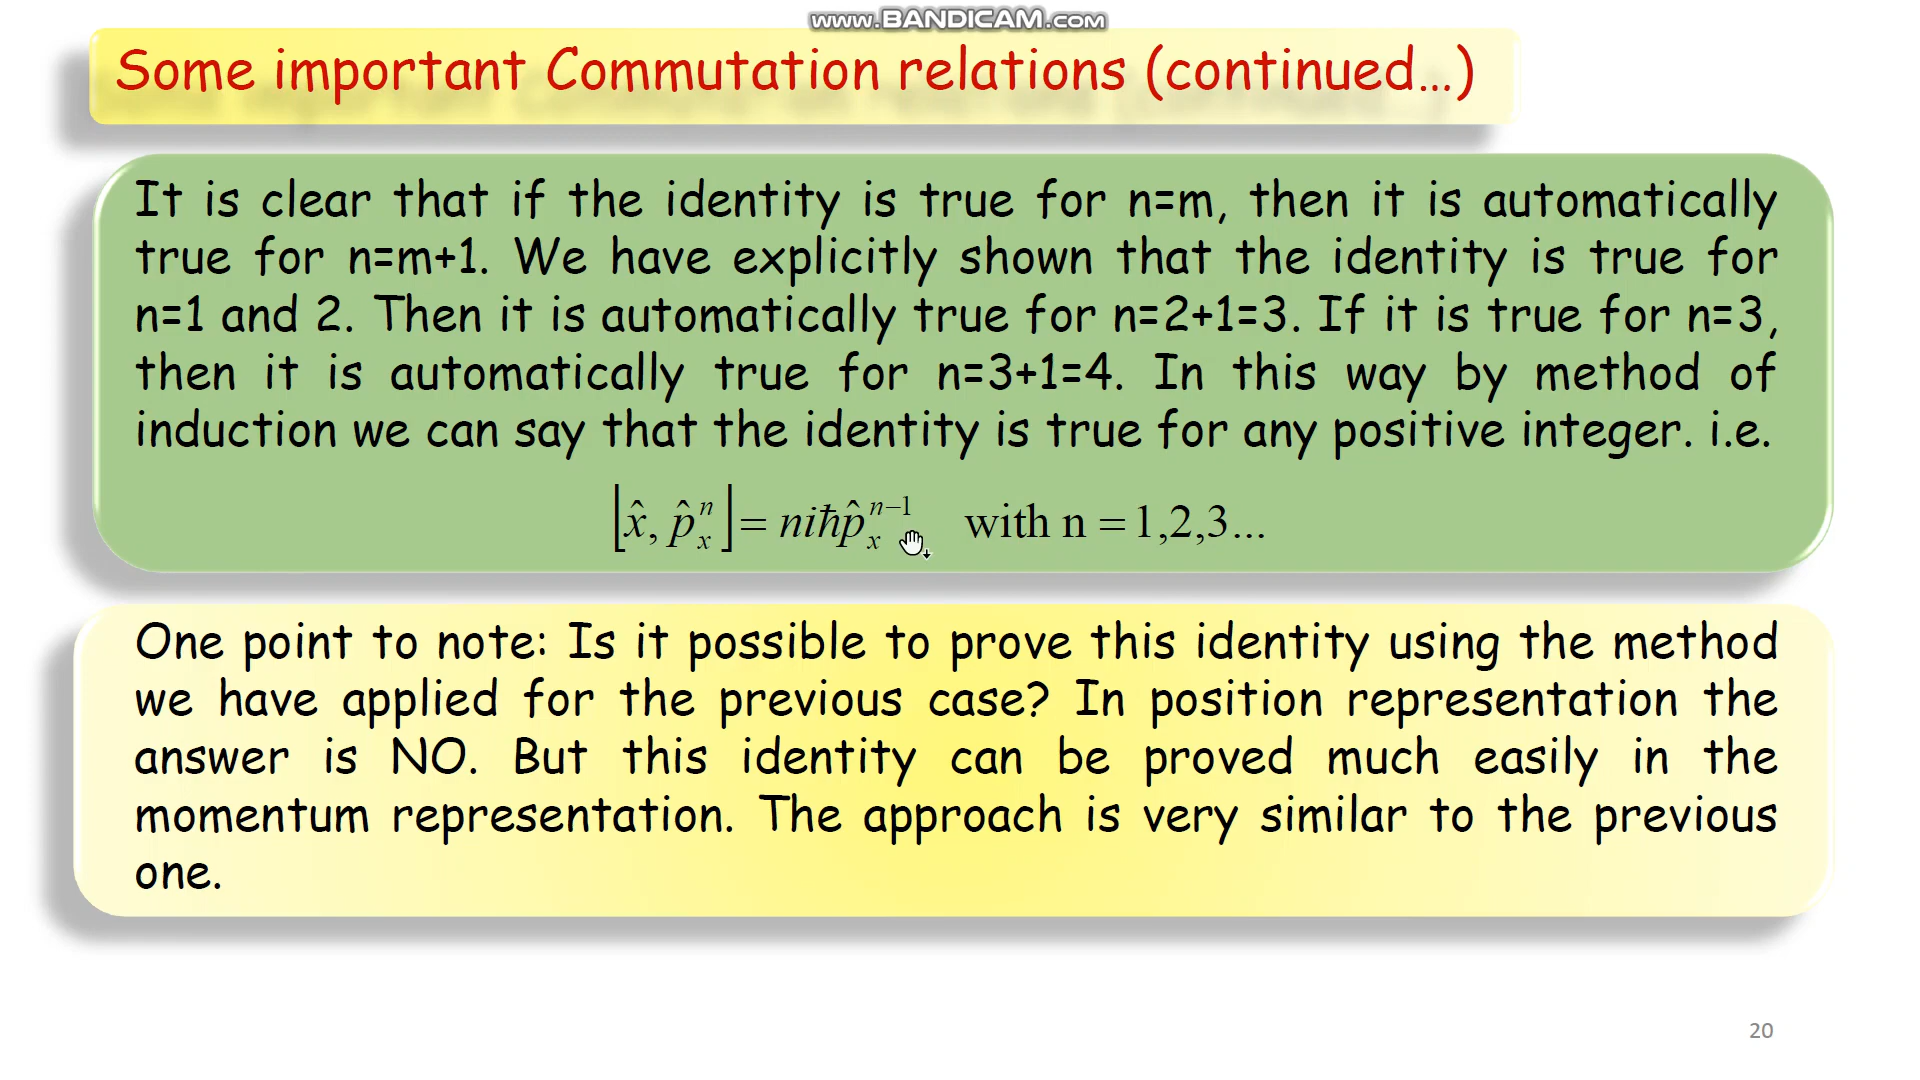 www.BANDICAM.com
Some important Commutation relations (continued…)
It is clear that if the identity is true for n=m, then it is automatically
true for n=m+1. We have explicitly shown that the identity is true for
n=1 and 2. Then it is automatically true for n=2+1=3. If it is true for n=3,
then it is automatically true for n=3+1=4. In this way by method of
induction we can say that the identity is true for any positive integer. i.e.
[x̂, p̂ₓⁿ] = niħp̂ₓⁿ⁻¹ with n = 1,2,3...
One point to note: Is it possible to prove this identity using the method
we have applied for the previous case? In position representation the
answer is NO. But this identity can be proved much easily in the
momentum representation. The approach is very similar to the previous
one.
20